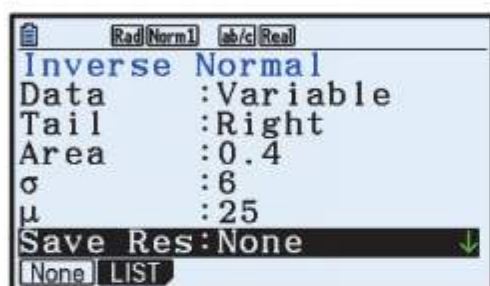 Rad Norm1 ab/c Real
Inverse Normal
Data :Variable
Tail :Right
Area :0.4
σ :6
μ :25
Save Res:None ↓
None LIST